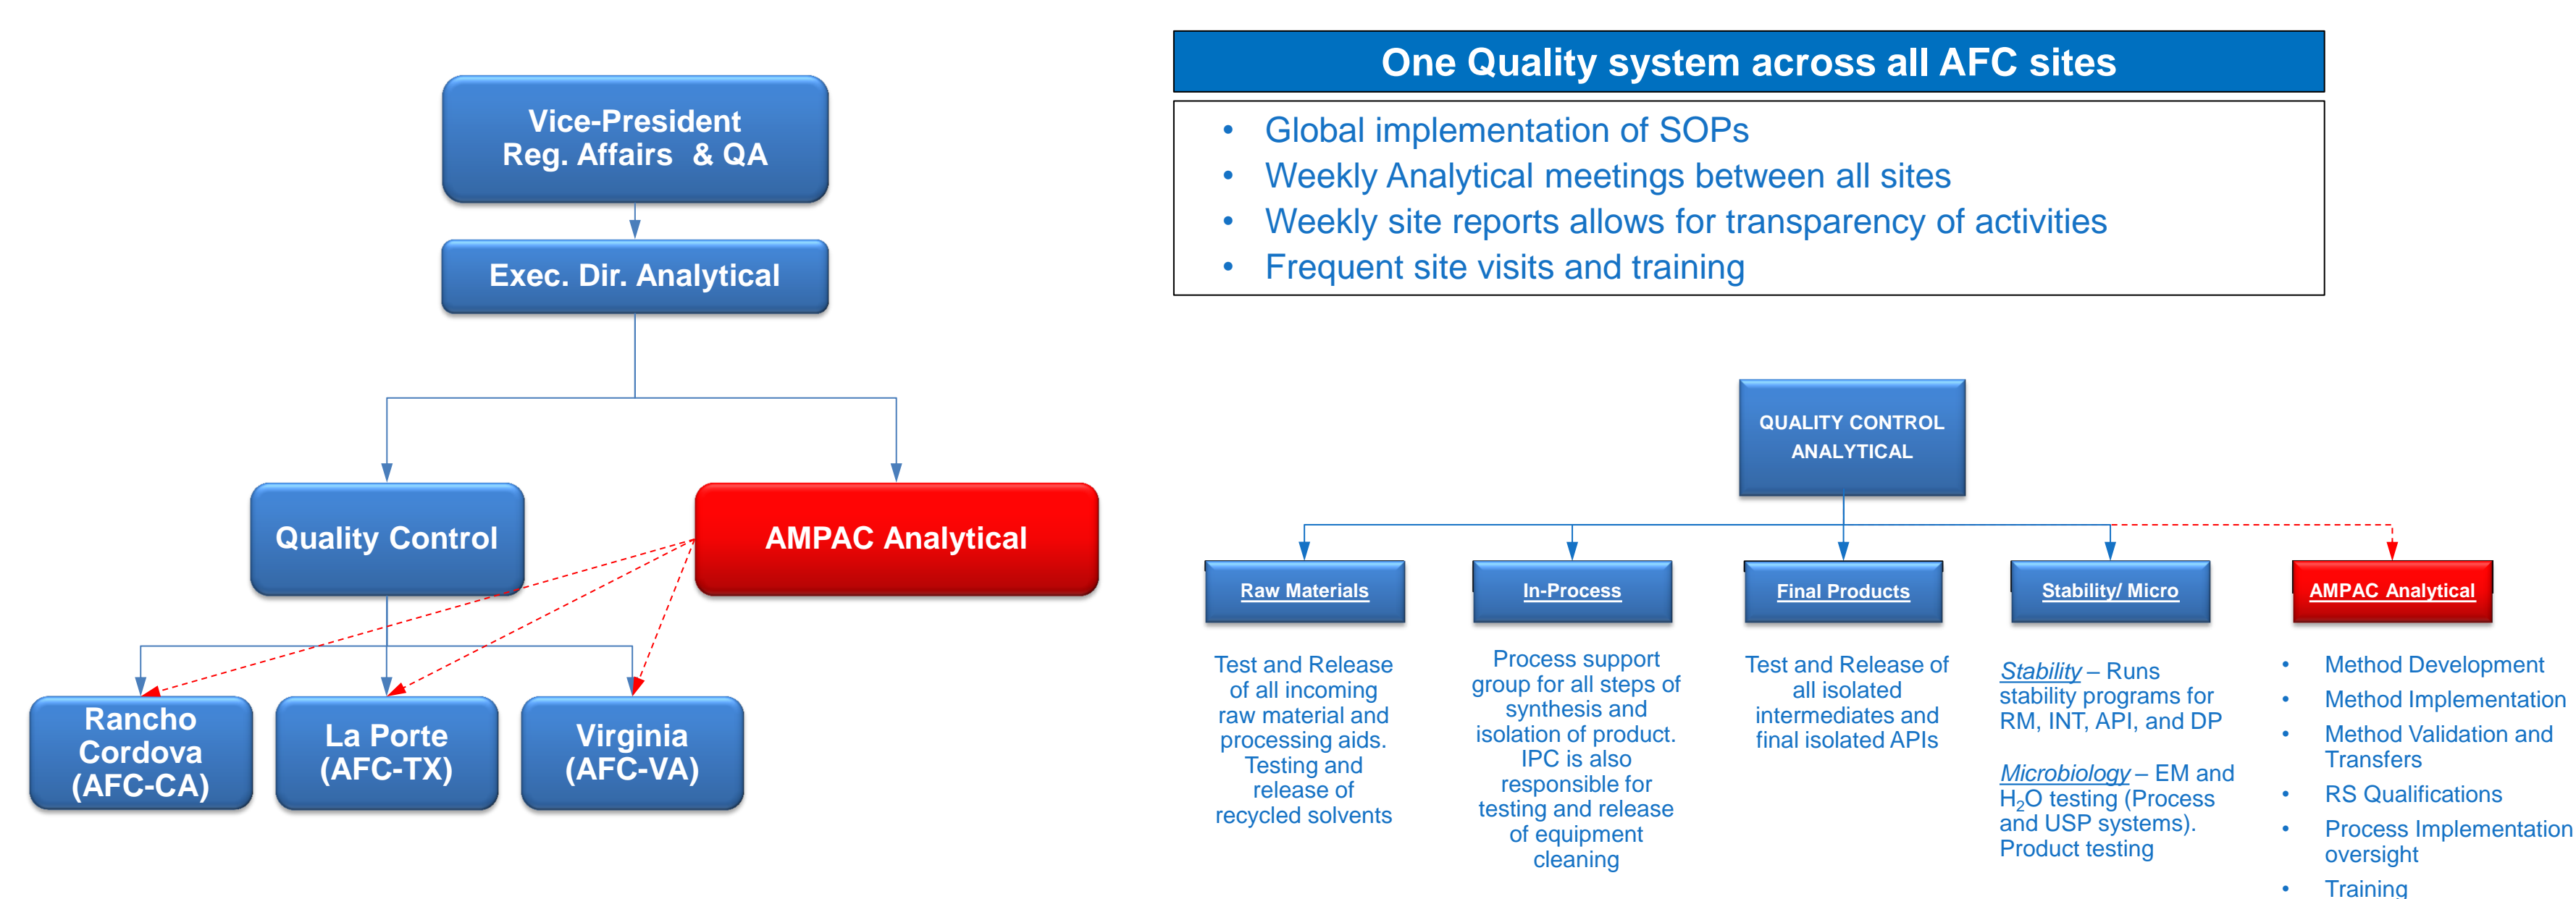 Vice-President
Reg. Affairs & QA
Exec. Dir. Analytical
Quality Control
AMPAC Analytical
Rancho
Cordova
(AFC-CA)
La Porte
(AFC-TX)
Virginia
(AFC-VA)
One Quality system across all AFC sites
• Global implementation of SOPs
• Weekly Analytical meetings between all sites
• Weekly site reports allows for transparency of activities
• Frequent site visits and training
QUALITY CONTROL
ANALYTICAL
Raw Materials
Test and Release
of all incoming
raw material and
processing aids.
Testing and
release of
recycled solvents
In-Process
Process support
group for all steps of
synthesis and
isolation of product.
IPC is also
responsible for
testing and release
of equipment
cleaning
Final Products
Test and Release of
all isolated
intermediates and
final isolated APIs
Stability/ Micro
Stability – Runs
stability programs for
RM, INT, API, and DP
Microbiology – EM and
H₂O testing (Process
and USP systems).
Product testing
AMPAC Analytical
• Method Development
• Method Implementation
• Method Validation and
Transfers
• RS Qualifications
• Process Implementation
oversight
• Training